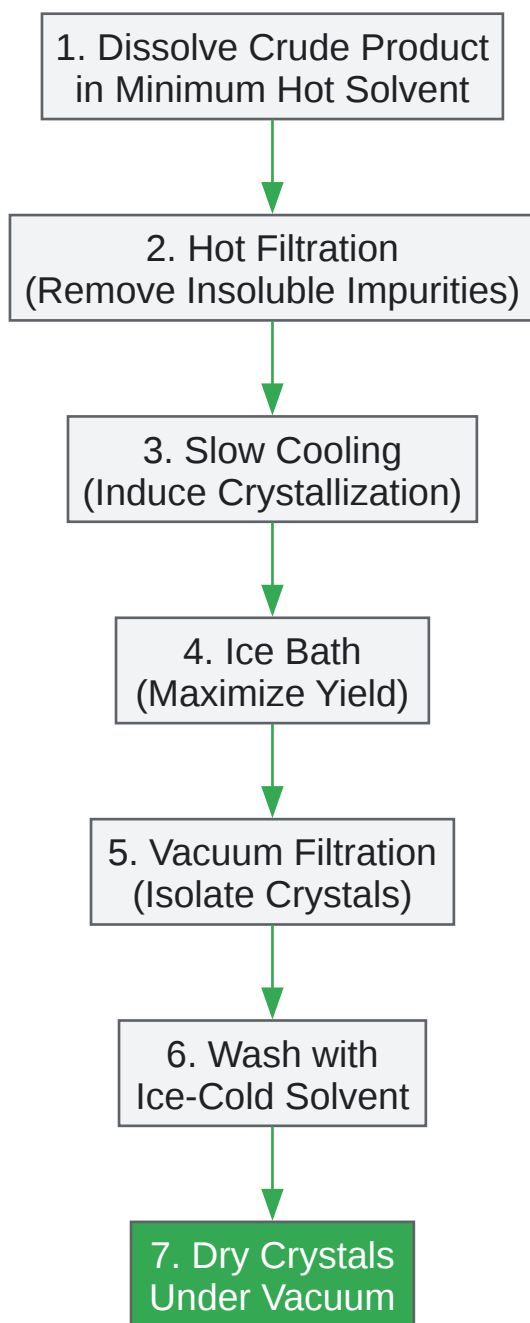 1. Dissolve Crude Product
in Minimum Hot Solvent
2. Hot Filtration
(Remove Insoluble Impurities)
3. Slow Cooling
(Induce Crystallization)
4. Ice Bath
(Maximize Yield)
5. Vacuum Filtration
(Isolate Crystals)
6. Wash with
Ice-Cold Solvent
7. Dry Crystals
Under Vacuum